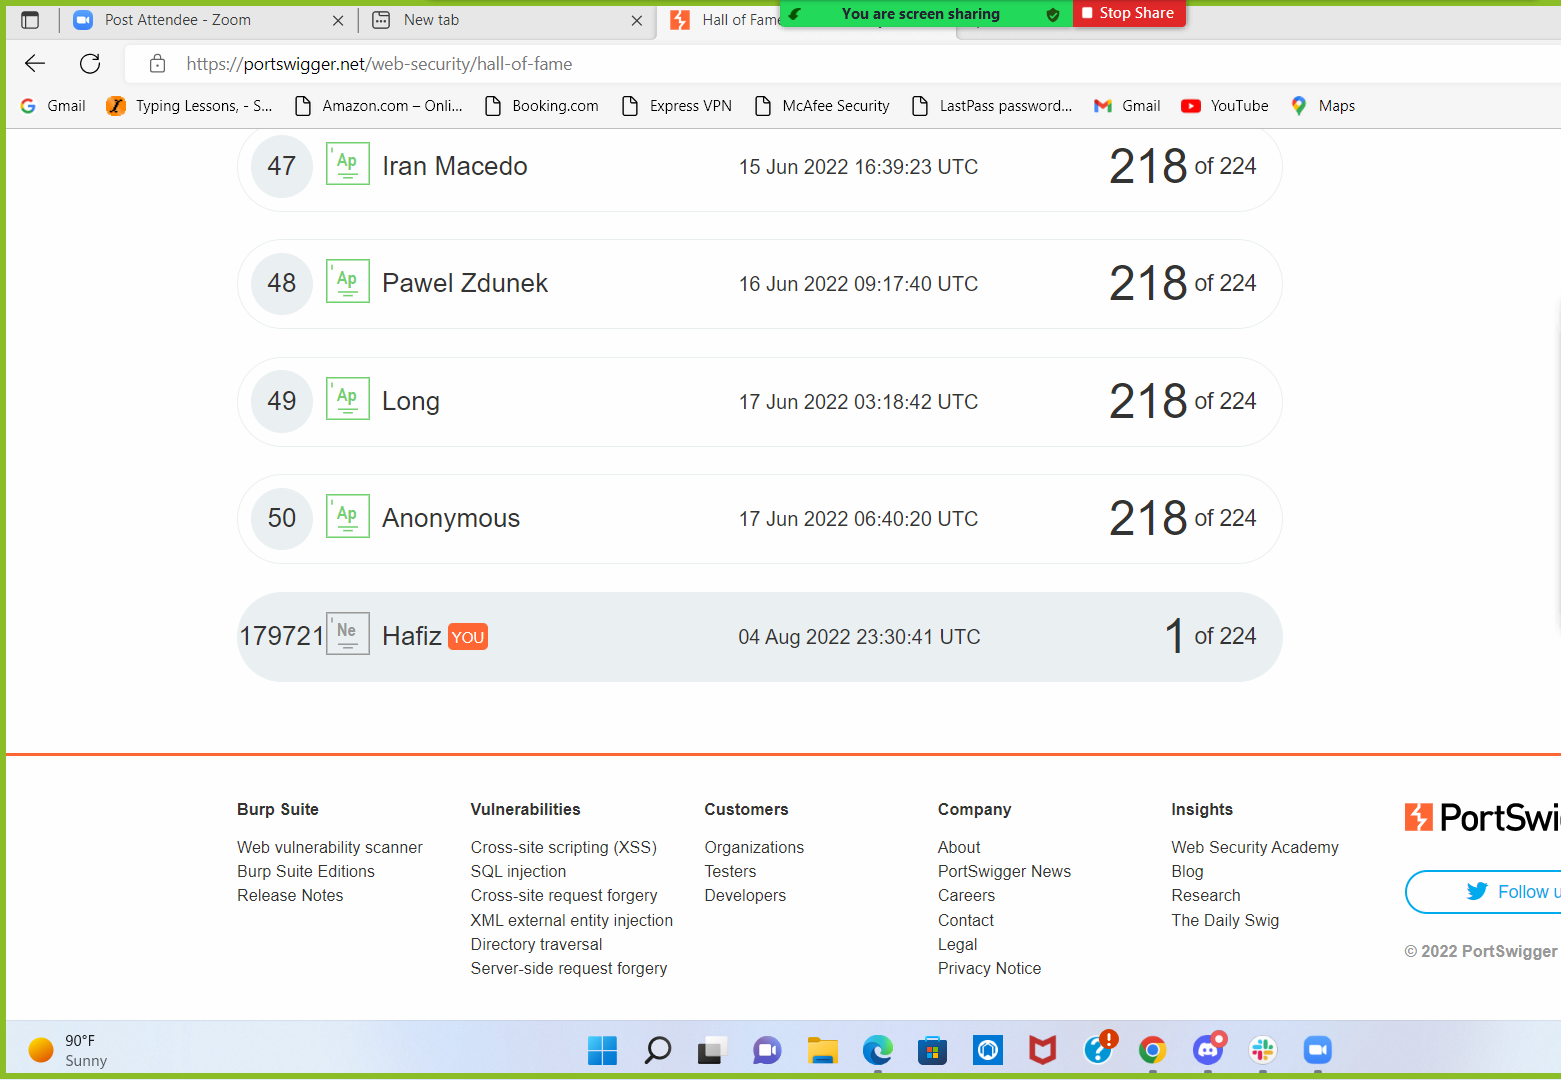 Post Attendee - Zoom
New tab
Hall of Fame
You are screen sharing
Stop Share
https://portswigger.net/web-security/hall-of-fame
Gmail
Typing Lessons, - S...
Amazon.com – Onli...
Booking.com
Express VPN
McAfee Security
LastPass password...
Gmail
YouTube
Maps
47 Ap Iran Macedo 15 Jun 2022 16:39:23 UTC 218 of 224
48 Ap Pawel Zdunek 16 Jun 2022 09:17:40 UTC 218 of 224
49 Ap Long 17 Jun 2022 03:18:42 UTC 218 of 224
50 Ap Anonymous 17 Jun 2022 06:40:20 UTC 218 of 224
179721 Ne Hafiz YOU 04 Aug 2022 23:30:41 UTC 1 of 224
Burp Suite
Web vulnerability scanner
Burp Suite Editions
Release Notes
Vulnerabilities
Cross-site scripting (XSS)
SQL injection
Cross-site request forgery
XML external entity injection
Directory traversal
Server-side request forgery
Customers
Organizations
Testers
Developers
Company
About
PortSwigger News
Careers
Contact
Legal
Privacy Notice
Insights
Web Security Academy
Blog
Research
The Daily Swig
PortSwi
Follow u
© 2022 PortSwigger
90°F
Sunny